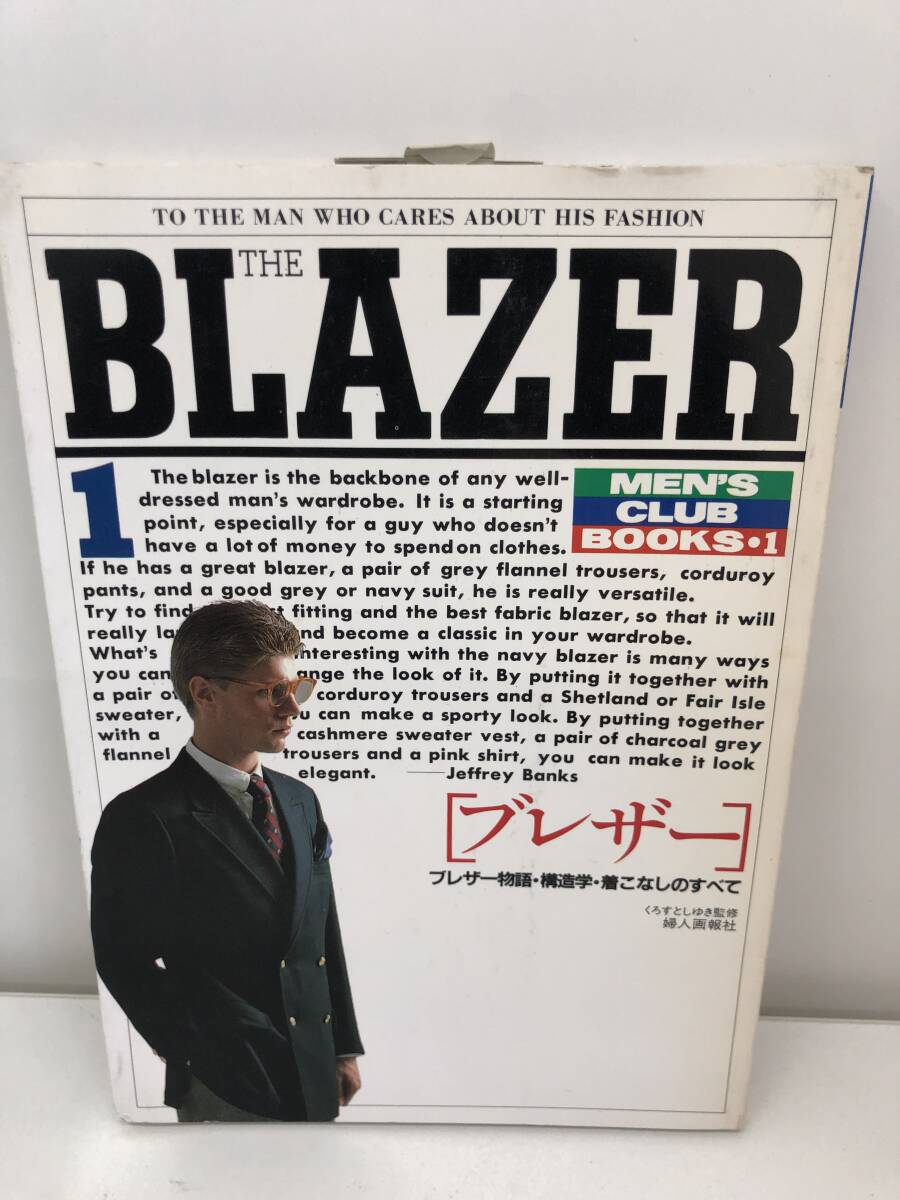 TO THE MAN WHO CARES ABOUT HIS FASHION
THE
BLAZER
1
The blazer is the backbone of any well-
dressed man's wardrobe. It is a starting
point, especially for a guy who doesn't
have a lot of money to spend on clothes.
If he has a great blazer, a pair of grey flannel trousers, corduroy
pants, and a good grey or navy suit, he is really versatile.
Try to find fitting and the best fabric blazer, so that it will
really and become a classic in your wardrobe.
What's interesting with the navy blazer is many ways
you can the look of it. By putting it together with
a pair of corduroy trousers and a Shetland or Fair Isle
sweater, can make a sporty look. By putting together
with a cashmere sweater vest, a pair of charcoal grey
flannel trousers and a pink shirt, you can make it look
elegant. ——Jeffrey Banks
MEN'S
CLUB
BOOKS・1
[ブレザー]
ブレザー物語・構造学・着こなしのすべて
くろすとしゆき監修
婦人画報社